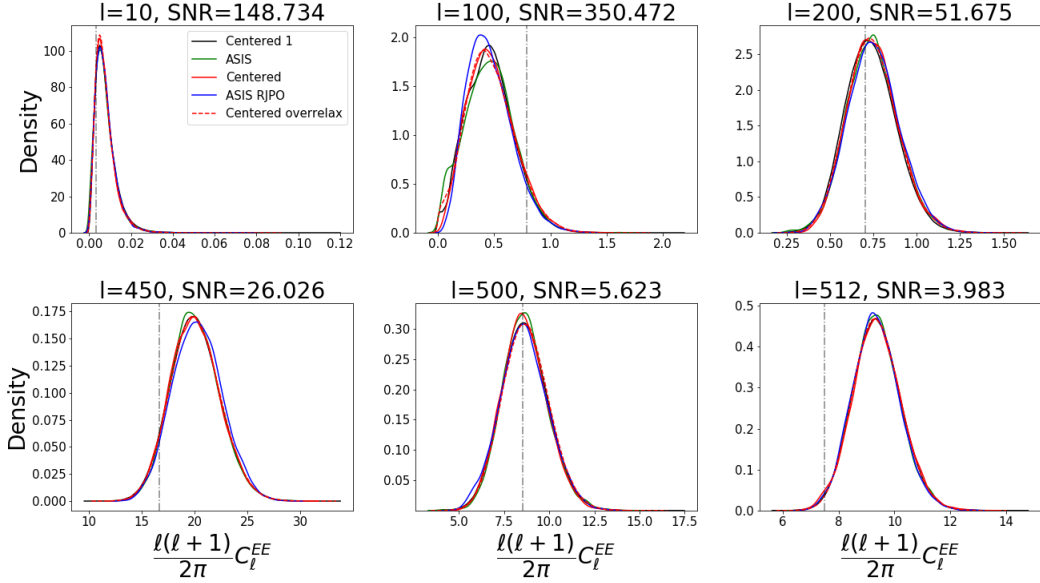 l=10, SNR=148.734
l=100, SNR=350.472
l=200, SNR=51.675
Density
100
80
60
40
20
0
0.00 0.04 0.06 0.08 0.10 0.12
0.02
Centered 1
ASIS
Centered
ASIS RJPO
Centered overrelax
2.0
1.5
1.0
0.5
0.0
0.0 0.5 1.0 1.5 2.0
2.5
2.0
1.5
1.0
0.5
0.0
0.25 0.50 0.75 1.00 1.25 1.50
l=450, SNR=26.026
l=500, SNR=5.623
l=512, SNR=3.983
Density
0.175
0.150
0.125
0.100
0.075
0.050
0.025
0.000
10 15 20 25 30
0.30
0.25
0.20
0.15
0.10
0.05
5.0 7.5 10.0 12.5 15.0 17.5
0.5
0.4
0.3
0.2
0.1
0.0
6 8 10 12 14
ℓ(ℓ + 1)/2π C_ℓ^{EE}
ℓ(ℓ + 1)/2π C_ℓ^{EE}
ℓ(ℓ + 1)/2π C_ℓ^{EE}